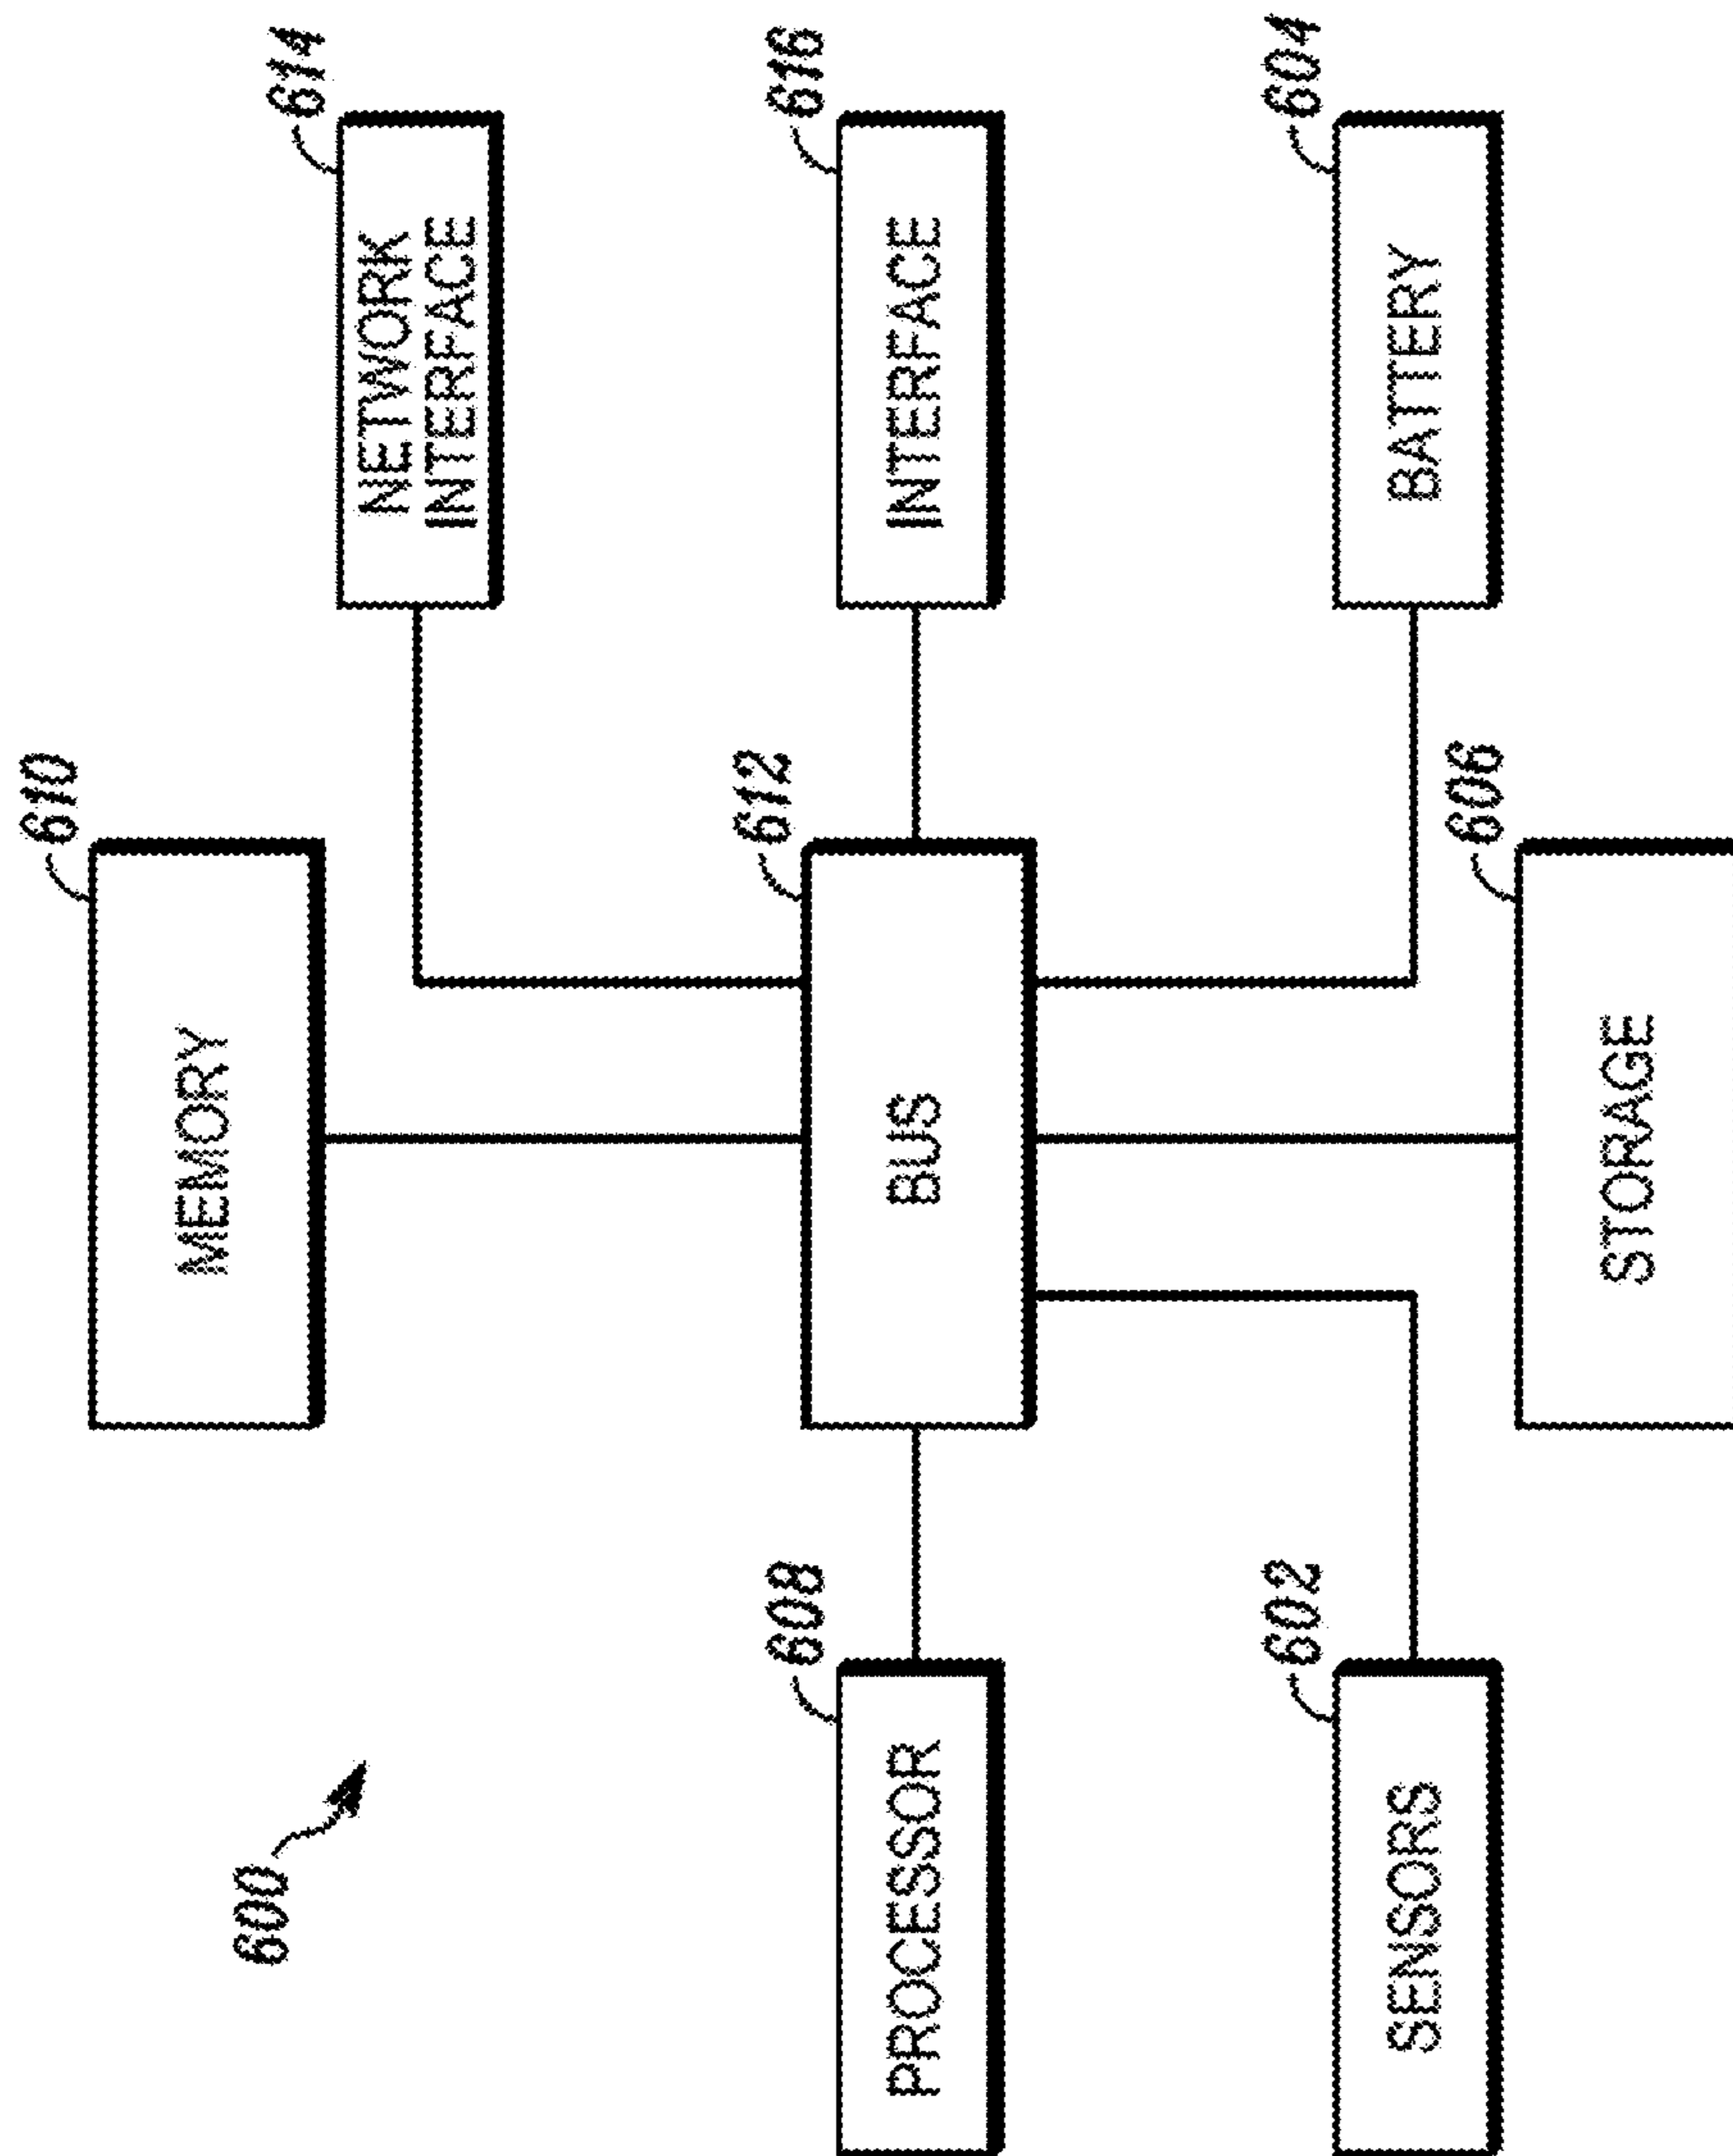 610
MEMORY
600
614
NETWORK
INTERFACE
608
612
616
PROCESSOR
BUS
INTERFACE
602
604
SENSORS
BATTERY
606
STORAGE